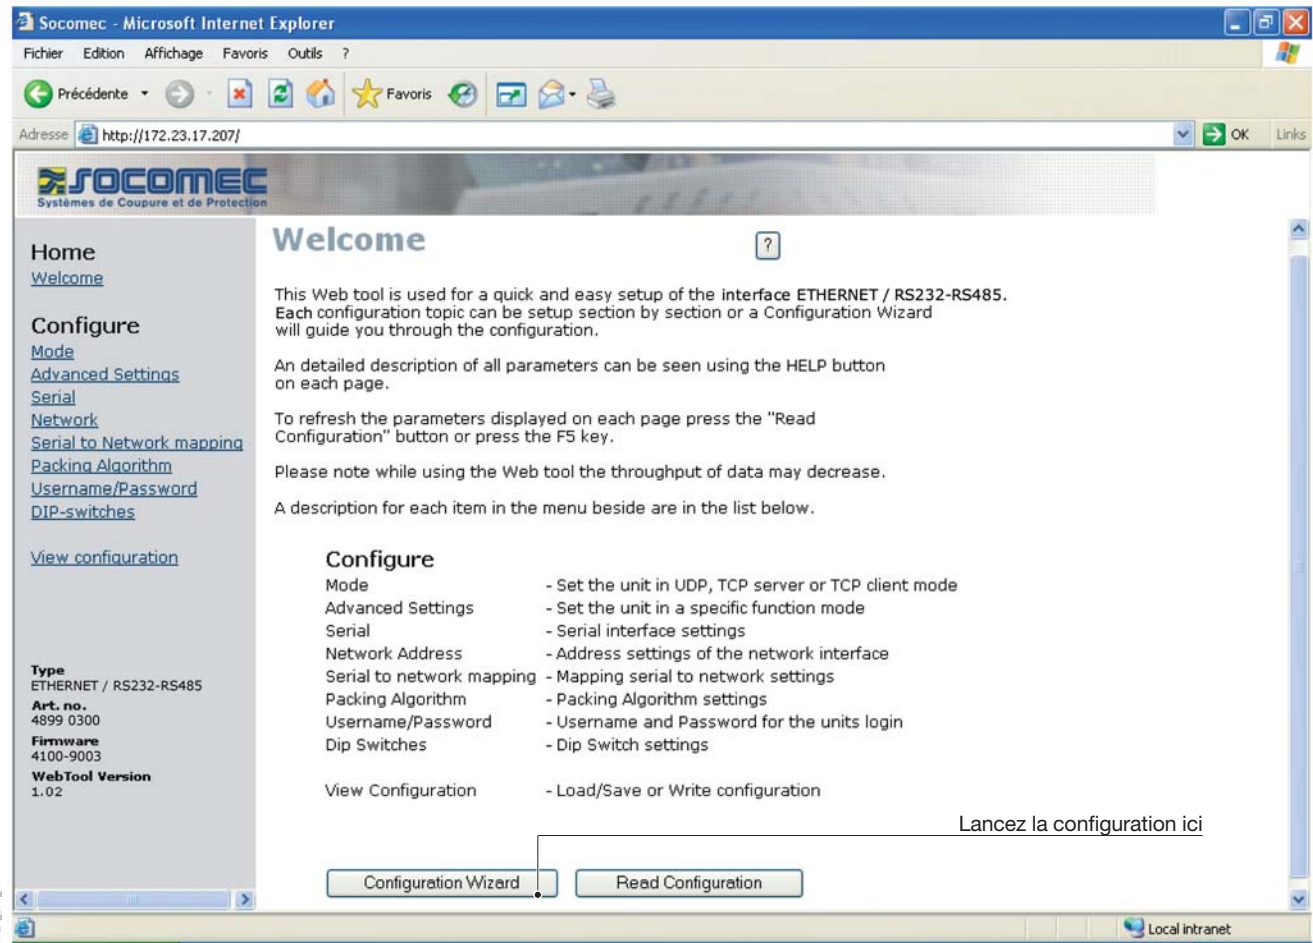 Socomec - Microsoft Internet Explorer
Fichier Edition Affichage Favoris Outils ?
Précédente Favoris
Adresse http://172.23.17.207/ OK Links
SOCOMEC
Systèmes de Coupure et de Protection
Home
Welcome
Configure
Mode
Advanced Settings
Serial
Network
Serial to Network mapping
Packing Algorithm
Username/Password
DIP-switches
View configuration
Type
ETHERNET / RS232-RS485
Art. no.
4899 0300
Firmware
4100-9003
WebTool Version
1.02
Welcome ?
This Web tool is used for a quick and easy setup of the interface ETHERNET / RS232-RS485.
Each configuration topic can be setup section by section or a Configuration Wizard
will guide you through the configuration.
An detailed description of all parameters can be seen using the HELP button
on each page.
To refresh the parameters displayed on each page press the "Read
Configuration" button or press the F5 key.
Please note while using the Web tool the throughput of data may decrease.
A description for each item in the menu beside are in the list below.
Configure
Mode - Set the unit in UDP, TCP server or TCP client mode
Advanced Settings - Set the unit in a specific function mode
Serial - Serial interface settings
Network Address - Address settings of the network interface
Serial to network mapping - Mapping serial to network settings
Packing Algorithm - Packing Algorithm settings
Username/Password - Username and Password for the units login
Dip Switches - Dip Switch settings
View Configuration - Load/Save or Write configuration
Lancez la configuration ici
Configuration Wizard Read Configuration
Local intranet